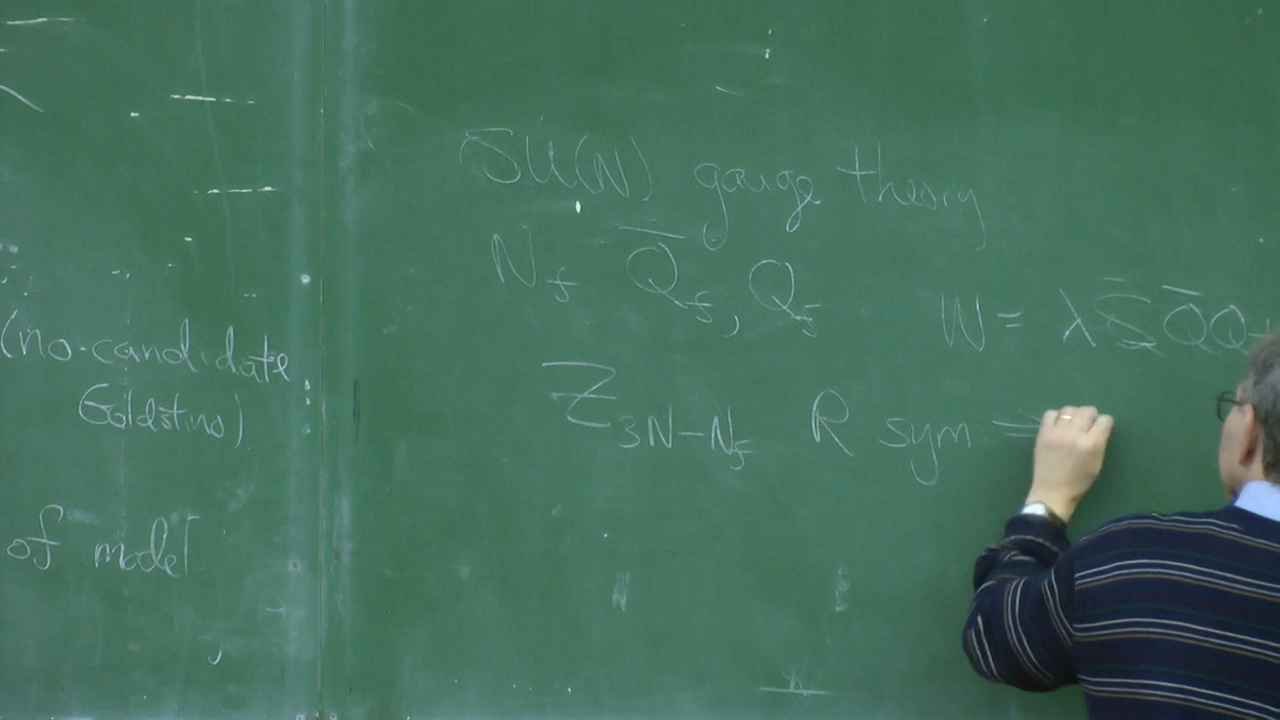 (no candidate
Goldstino)
of model
SU(N) gauge theory
N_f Q̄_f, Q_f
W = λ S Q̄Q
Z_{3N-N_f} R sym ⇒